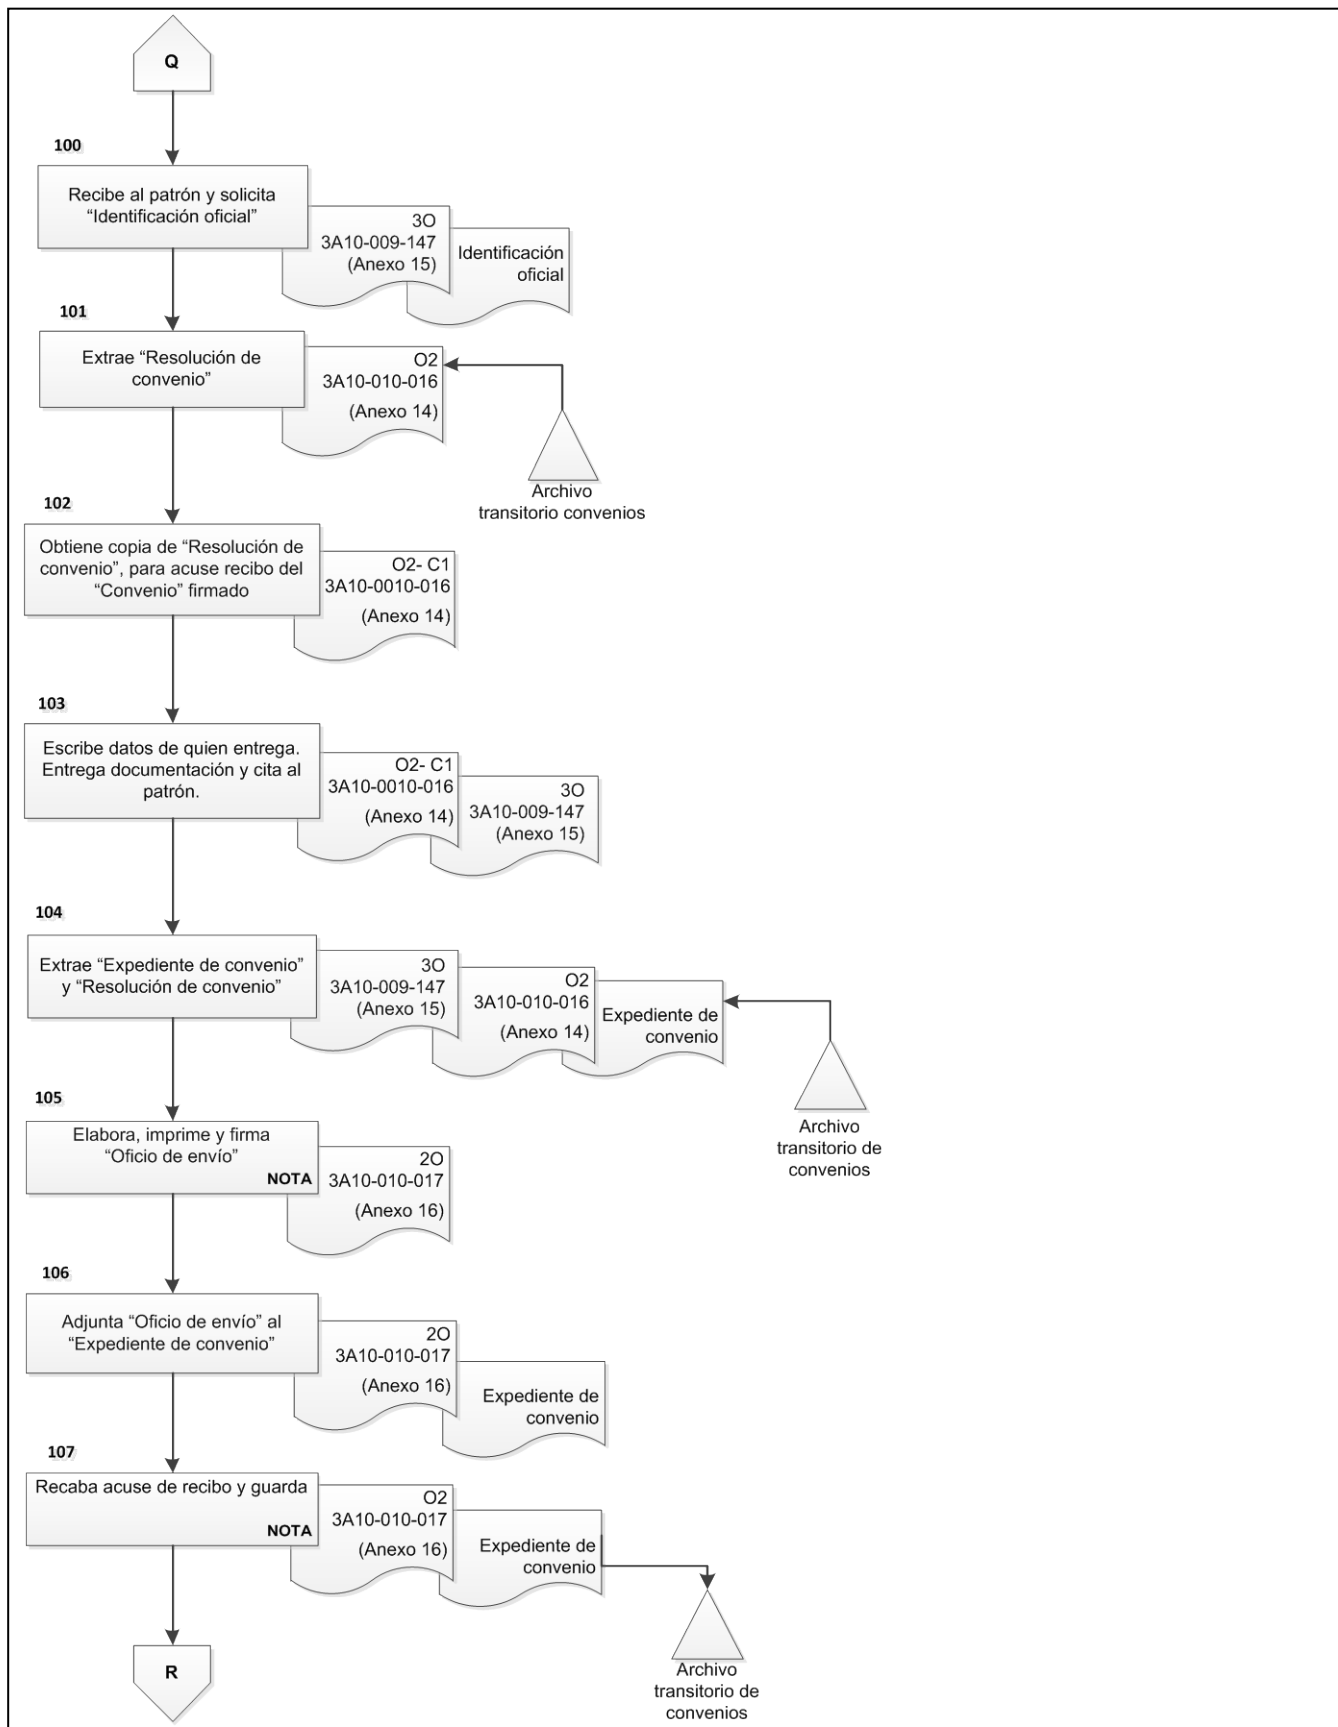 Q
100
Recibe al patrón y solicita
“Identificación oficial”
3O
3A10-009-147
(Anexo 15)
Identificación
oficial
101
Extrae “Resolución de
convenio”
O2
3A10-010-016
(Anexo 14)
Archivo
transitorio convenios
102
Obtiene copia de “Resolución de
convenio”, para acuse recibo del
“Convenio” firmado
O2- C1
3A10-0010-016
(Anexo 14)
103
Escribe datos de quien entrega.
Entrega documentación y cita al
patrón.
O2- C1
3A10-0010-016
(Anexo 14)
3O
3A10-009-147
(Anexo 15)
104
Extrae “Expediente de convenio”
y “Resolución de convenio”
3O
3A10-009-147
(Anexo 15)
O2
3A10-010-016
(Anexo 14)
Expediente de
convenio
Archivo
transitorio de
convenios
105
Elabora, imprime y firma
“Oficio de envío”
NOTA
2O
3A10-010-017
(Anexo 16)
106
Adjunta “Oficio de envío” al
“Expediente de convenio”
2O
3A10-010-017
(Anexo 16)
Expediente de
convenio
107
Recaba acuse de recibo y guarda
NOTA
O2
3A10-010-017
(Anexo 16)
Expediente de
convenio
Archivo
transitorio de
convenios
R